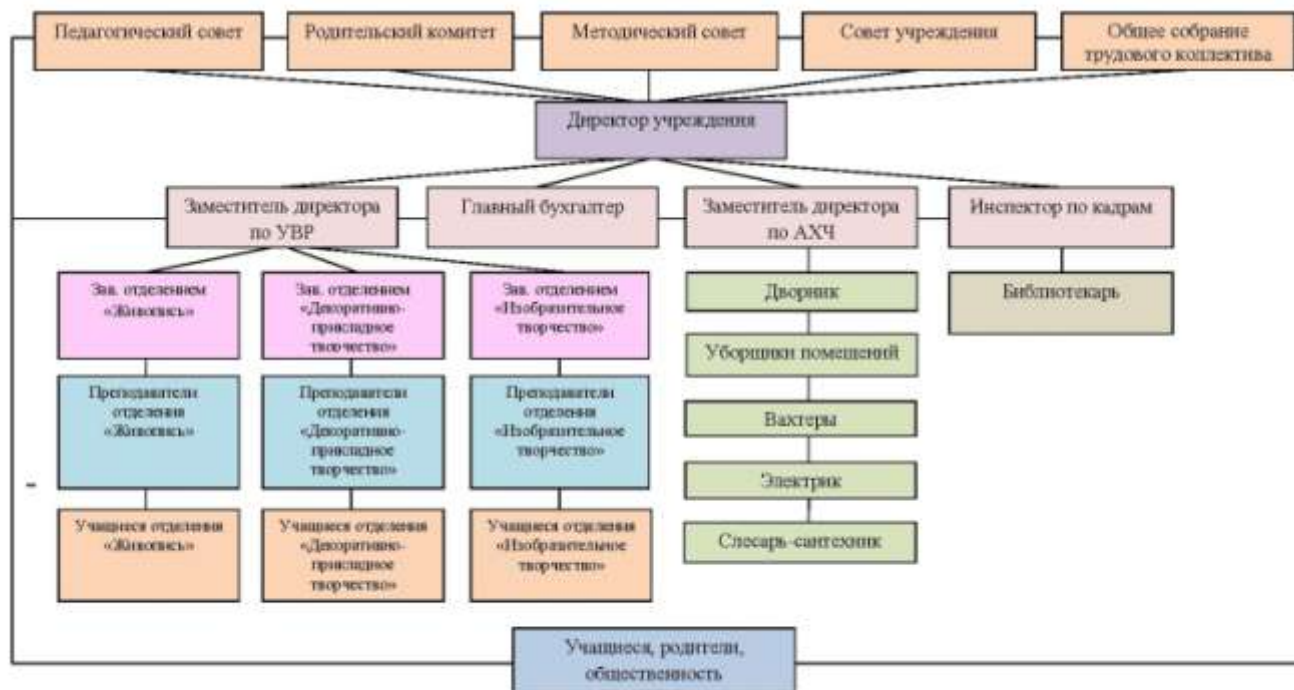 Педагогический совет
Родительский комитет
Методический совет
Совет учреждения
Общее собрание
трудового коллектива
Директор учреждения
Заместитель директора
по УВР
Главный бухгалтер
Заместитель директора
по АХЧ
Инспектор по кадрам
Зав. отделением
«Живопись»
Зав. отделением
«Декоративно-
прикладное
творчество»
Зав. отделением
«Изобразительное
творчество»
Дворник
Библиотекарь
Уборщики помещений
Преподаватели
отделения
«Живопись»
Преподаватели
отделения
«Декоративно-
прикладное
творчество»
Преподаватели
отделения
«Изобразительное
творчество»
Вахтеры
Электрик
Слесарь-сантехник
Учащиеся отделения
«Живопись»
Учащиеся отделения
«Декоративно-
прикладное
творчество»
Учащиеся отделения
«Изобразительное
творчество»
Учащиеся, родители,
общественность